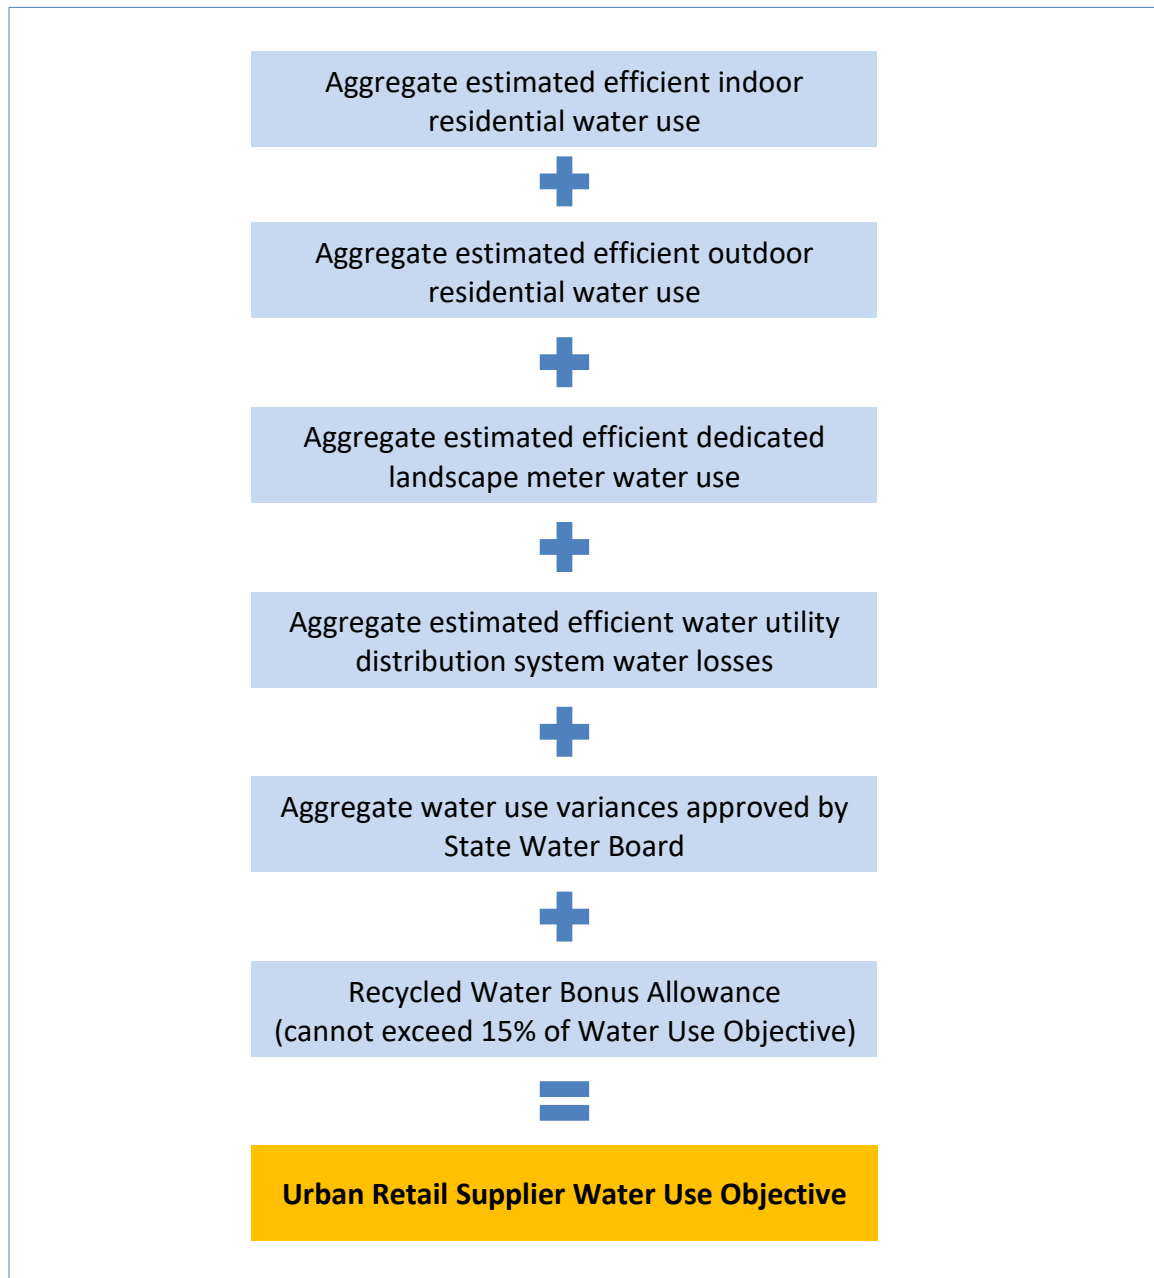 Aggregate estimated efficient indoor
residential water use
Aggregate estimated efficient outdoor
residential water use
Aggregate estimated efficient dedicated
landscape meter water use
Aggregate estimated efficient water utility
distribution system water losses
Aggregate water use variances approved by
State Water Board
Recycled Water Bonus Allowance
(cannot exceed 15% of Water Use Objective)
Urban Retail Supplier Water Use Objective